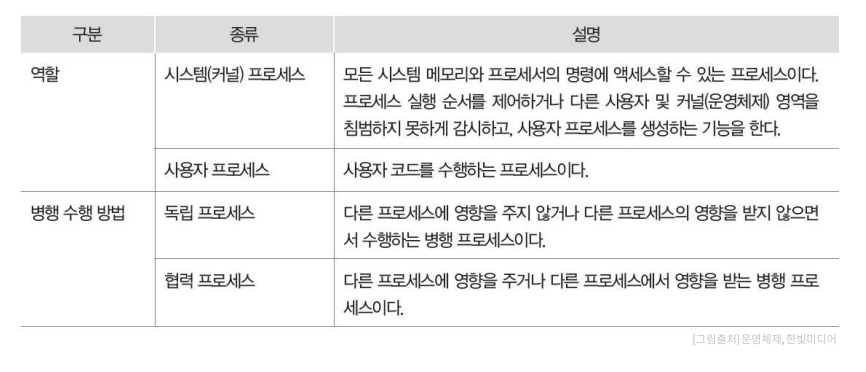 구분 종류 설명
역할 시스템(커널) 프로세스 모든 시스템 메모리와 프로세서의 명령에 액세스할 수 있는 프로세스이다.
프로세스 실행 순서를 제어하거나 다른 사용자 및 커널(운영체제) 영역을
침범하지 못하게 감시하고, 사용자 프로세스를 생성하는 기능을 한다.
사용자 프로세스 사용자 코드를 수행하는 프로세스이다.
병행 수행 방법 독립 프로세스 다른 프로세스에 영향을 주지 않거나 다른 프로세스의 영향을 받지 않으면
서 수행하는 병행 프로세스이다.
협력 프로세스 다른 프로세스에 영향을 주거나 다른 프로세스에서 영향을 받는 병행 프로
세스이다.
[그림출처] 운영체제, 한빛미디어